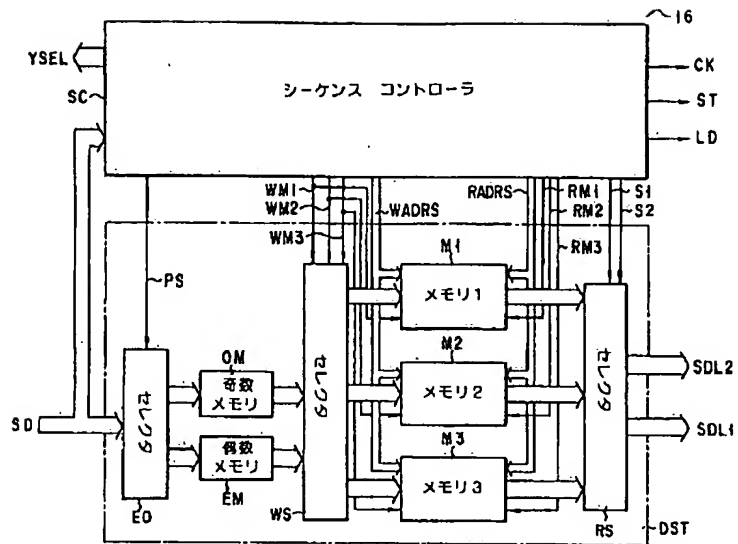 16
YSEL
CK
SC
シーケンス コントローラ
ST
LD
WM1
WM2
WM3
WADRS
RADRS
RM1
RM2
RM3
S1
S2
PS
M1
メモリ1
OM
奇数
メモリ
セレクタ
M2
メモリ2
セレクタ
SDL2
SD
セレクタ
偶数
メモリ
SDL1
M3
メモリ3
EO
EM
WS
RS
DST